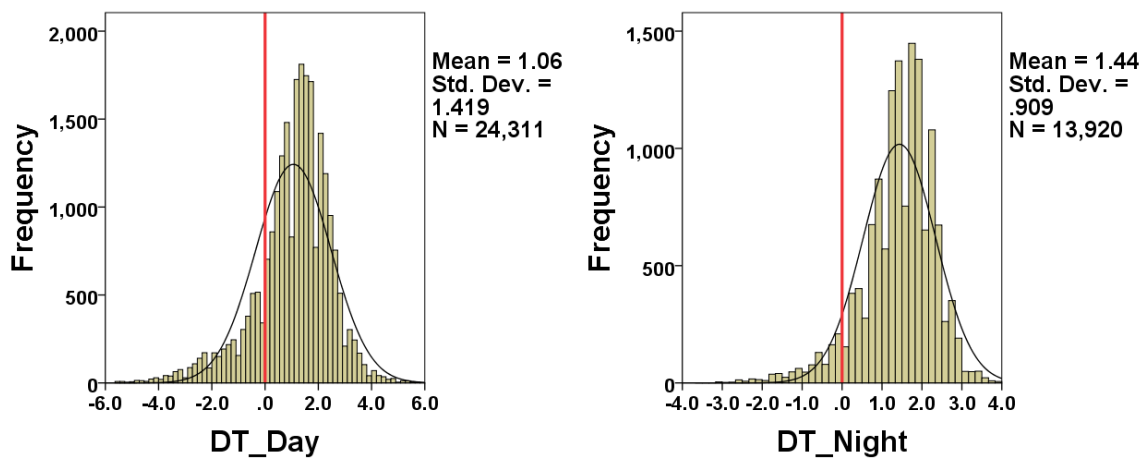 2,000
1,500
1,000
500
0
Frequency
-6.0 -4.0 -2.0 .0 2.0 4.0 6.0
DT_Day
Mean = 1.06
Std. Dev. =
1.419
N = 24,311
1,500
1,000
500
0
Frequency
-4.0 -3,0 -2.0 -1.0 .0 1.0 2.0 3.0 4.0
DT_Night
Mean = 1.44
Std. Dev. =
.909
N = 13,920